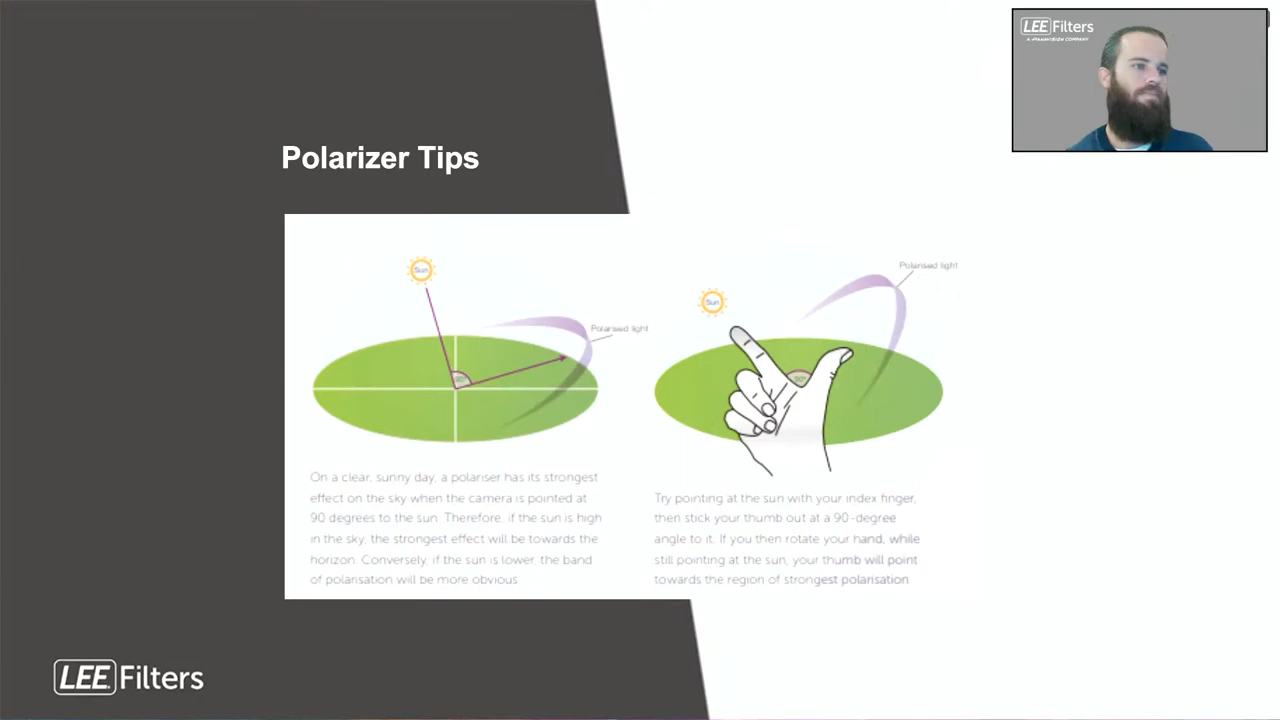 LEE Filters
A PANAVISION COMPANY
Polarizer Tips
Sun
Polarised light
Sun
Polarised light
On a clear, sunny day, a polariser has its strongest
effect on the sky when the camera is pointed at
90 degrees to the sun. Therefore, if the sun is high
in the sky, the strongest effect will be towards the
horizon. Conversely, if the sun is lower, the band
of polarisation will be more obvious
Try pointing at the sun with your index finger,
then stick your thumb out at a 90-degree
angle to it. If you then rotate your hand, while
still pointing at the sun, your thumb will point
towards the region of strongest polarisation
LEE Filters